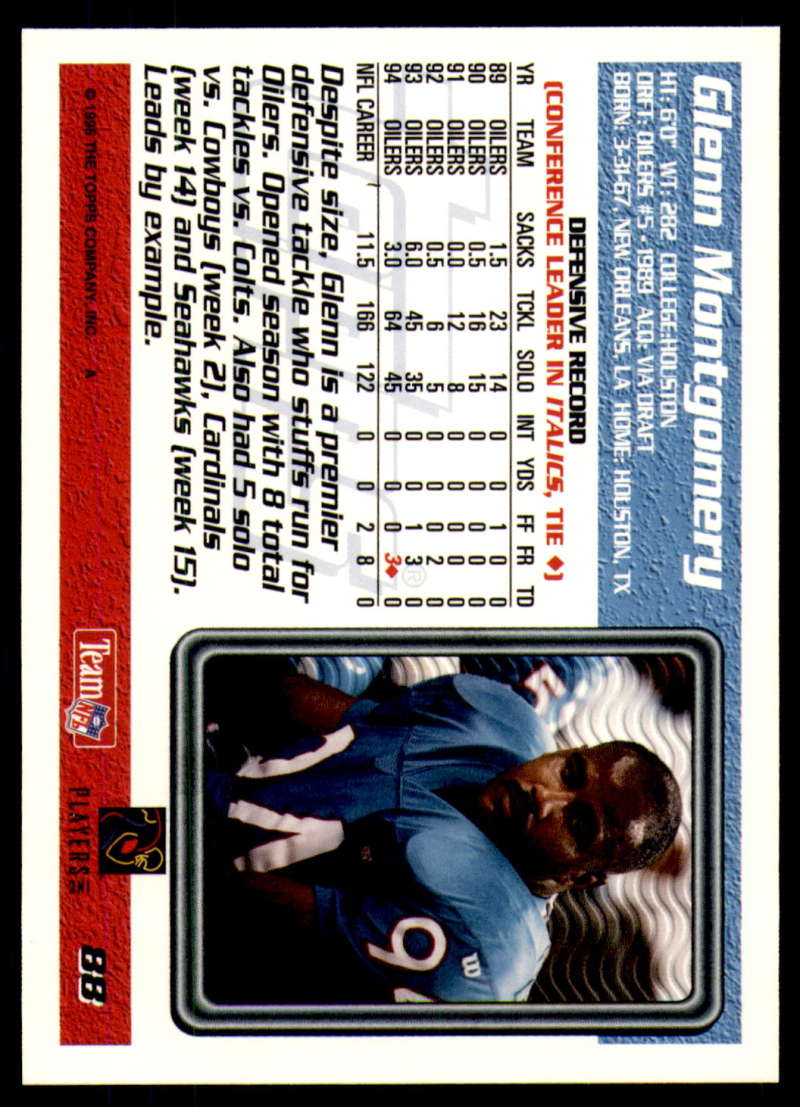 Glenn Montgomery
HT: 6'0" WT: 282 COLLEGE: HOUSTON
DRFT: OILERS #5 - 1989 ACQ: VIA DRAFT
BORN: 3-31-67, NEW ORLEANS, LA HOME: HOUSTON, TX
DEFENSIVE RECORD
(CONFERENCE LEADER IN ITALICS, TIE ♦)
YR TEAM SACKS TCKL SOLO INT YDS FF FR TD
89 OILERS 1.5 23 14 0 0 1 0 0
90 OILERS 0.5 16 15 0 0 0 0 0
91 OILERS 0.0 12 8 0 0 0 0 0
92 OILERS 0.5 6 5 0 0 0 2 0
93 OILERS 6.0 45 35 0 0 1 3 0
94 OILERS 3.0 64 45 0 0 0 3♦ 0
NFL CAREER 11.5 166 122 0 0 2 8 0
Despite size, Glenn is a premier
defensive tackle who stuffs run for
Oilers. Opened season with 8 total
tackles vs. Colts. Also had 5 solo
vs. Cowboys (week 2), Cardinals
(week 14) and Seahawks (week 15).
Leads by example.
W
9
5
© 1995 THE TOPPS COMPANY, INC. A
Team NFL
PLAYERS INC
88